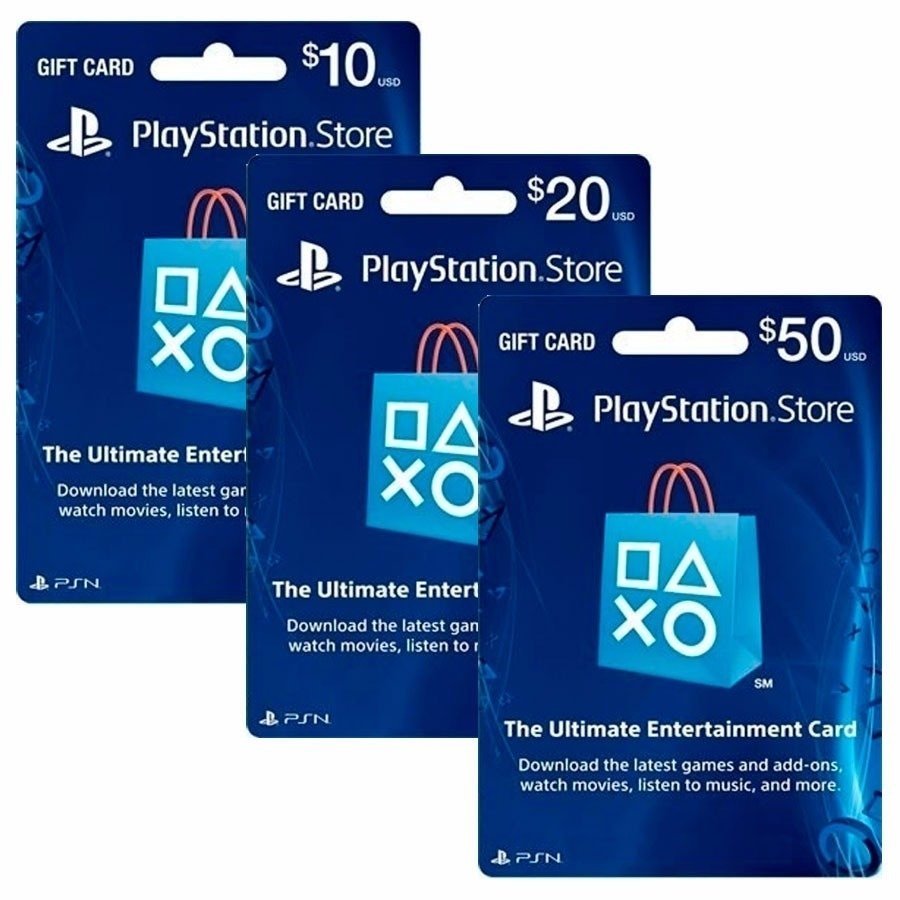 GIFT CARD $10 USD
PlayStation.Store
The Ultimate Enter
Download the latest gar
watch movies, listen to
PSN
GIFT CARD $20 USD
PlayStation.Store
The Ultimate Entert
Download the latest gan
watch movies, listen to
PSN
GIFT CARD $50 USD
PlayStation.Store
SM
The Ultimate Entertainment Card
Download the latest games and add-ons,
watch movies, listen to music, and more.
PSN